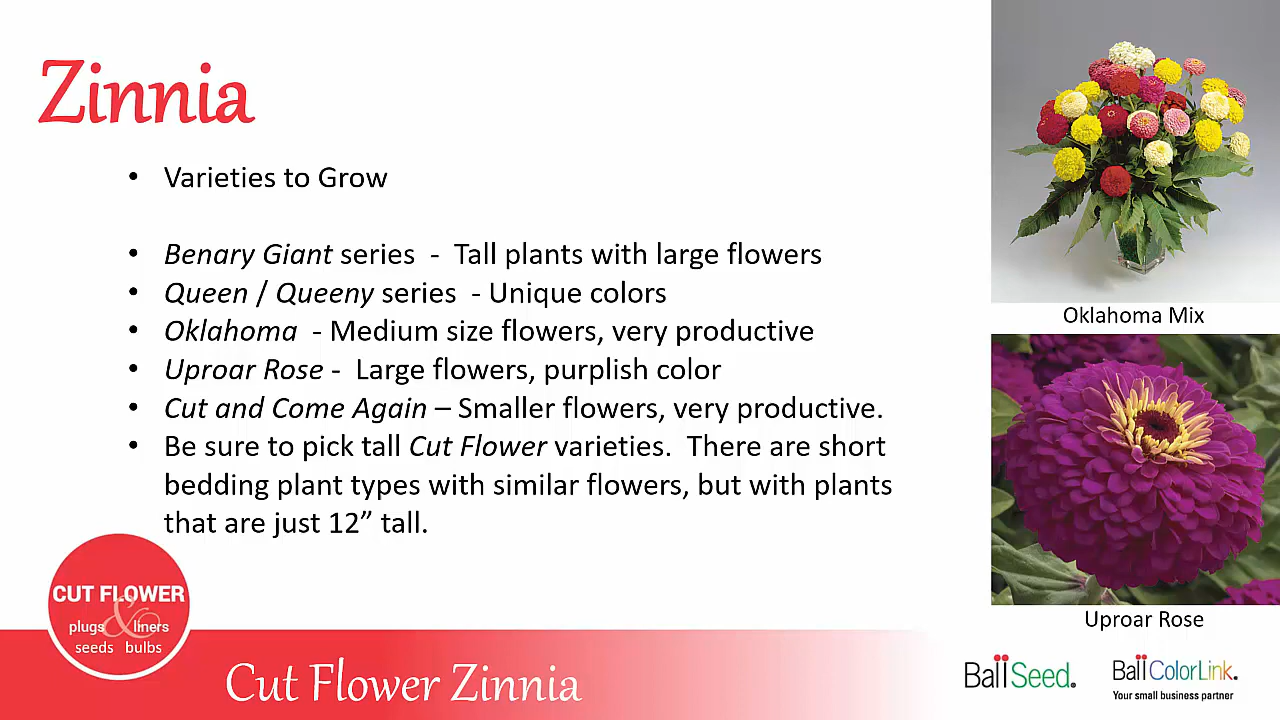 Zinnia
• Varieties to Grow
• Benary Giant series - Tall plants with large flowers
• Queen / Queeny series - Unique colors
• Oklahoma - Medium size flowers, very productive
• Uproar Rose - Large flowers, purplish color
• Cut and Come Again – Smaller flowers, very productive.
• Be sure to pick tall Cut Flower varieties. There are short
bedding plant types with similar flowers, but with plants
that are just 12” tall.
Oklahoma Mix
Uproar Rose
CUT FLOWER
plugs & liners
seeds bulbs
Cut Flower Zinnia
Ball Seed.
Ball ColorLink.
Your small business partner